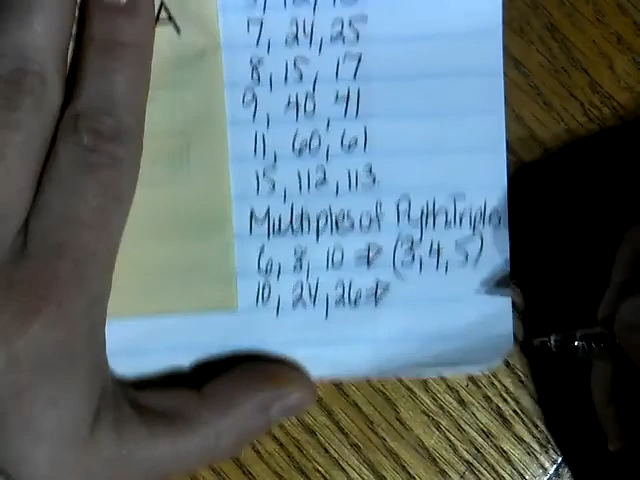 A
7, 24, 25
8, 15, 17
9, 40, 41
11, 60, 61
15, 112, 113
Multiples of Pyth. Triples
6, 8, 10 → (3, 4, 5)
10, 24, 26 →